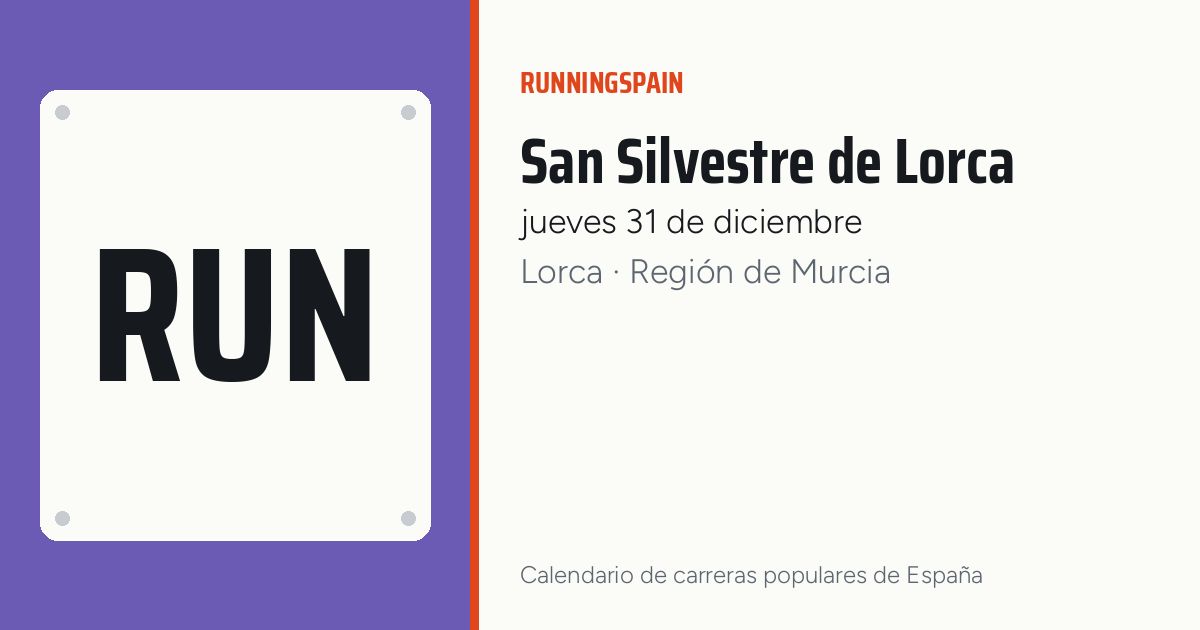 RUN
RUNNINGSPAIN
San Silvestre de Lorca
jueves 31 de diciembre
Lorca · Región de Murcia
Calendario de carreras populares de España